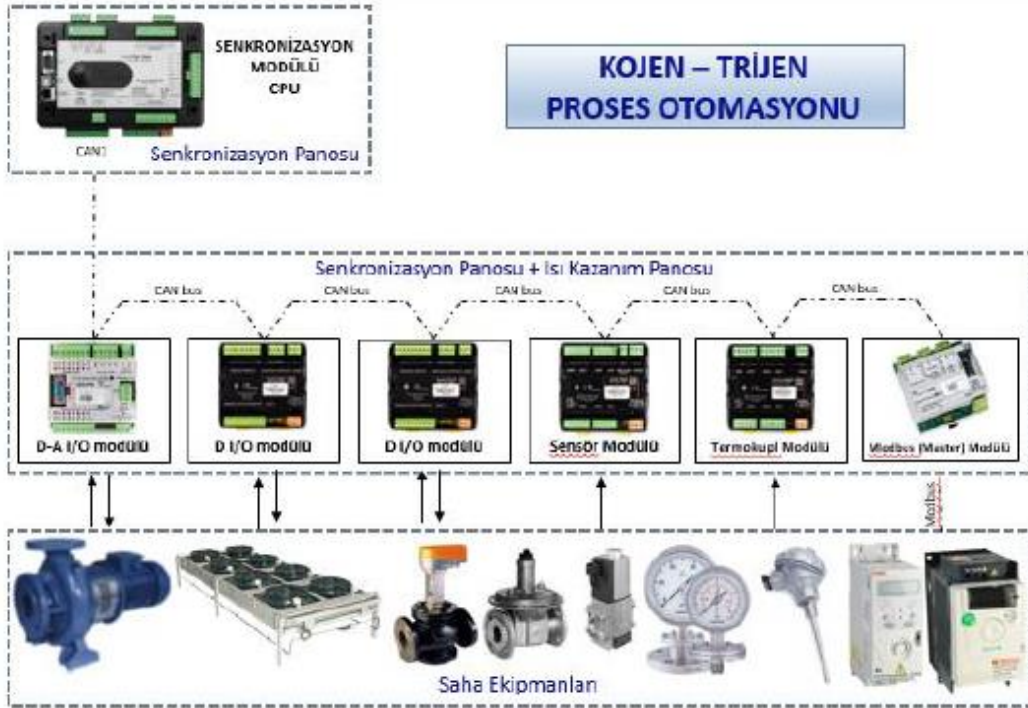 SENKRONİZASYON
MODÜLÜ
CPU
CAN1
Senkronizasyon Panosu
KOJEN – TRİJEN
PROSES OTOMASYONU
Senkronizasyon Panosu + Isı Kazanım Panosu
CAN bus
CAN bus
CAN bus
CAN bus
CAN bus
D-A I/O modülü
D I/O modülü
D I/O modülü
Sensör Modülü
Termokupl Modülü
Modbus (Master) Modülü
Modbus
Saha Ekipmanları